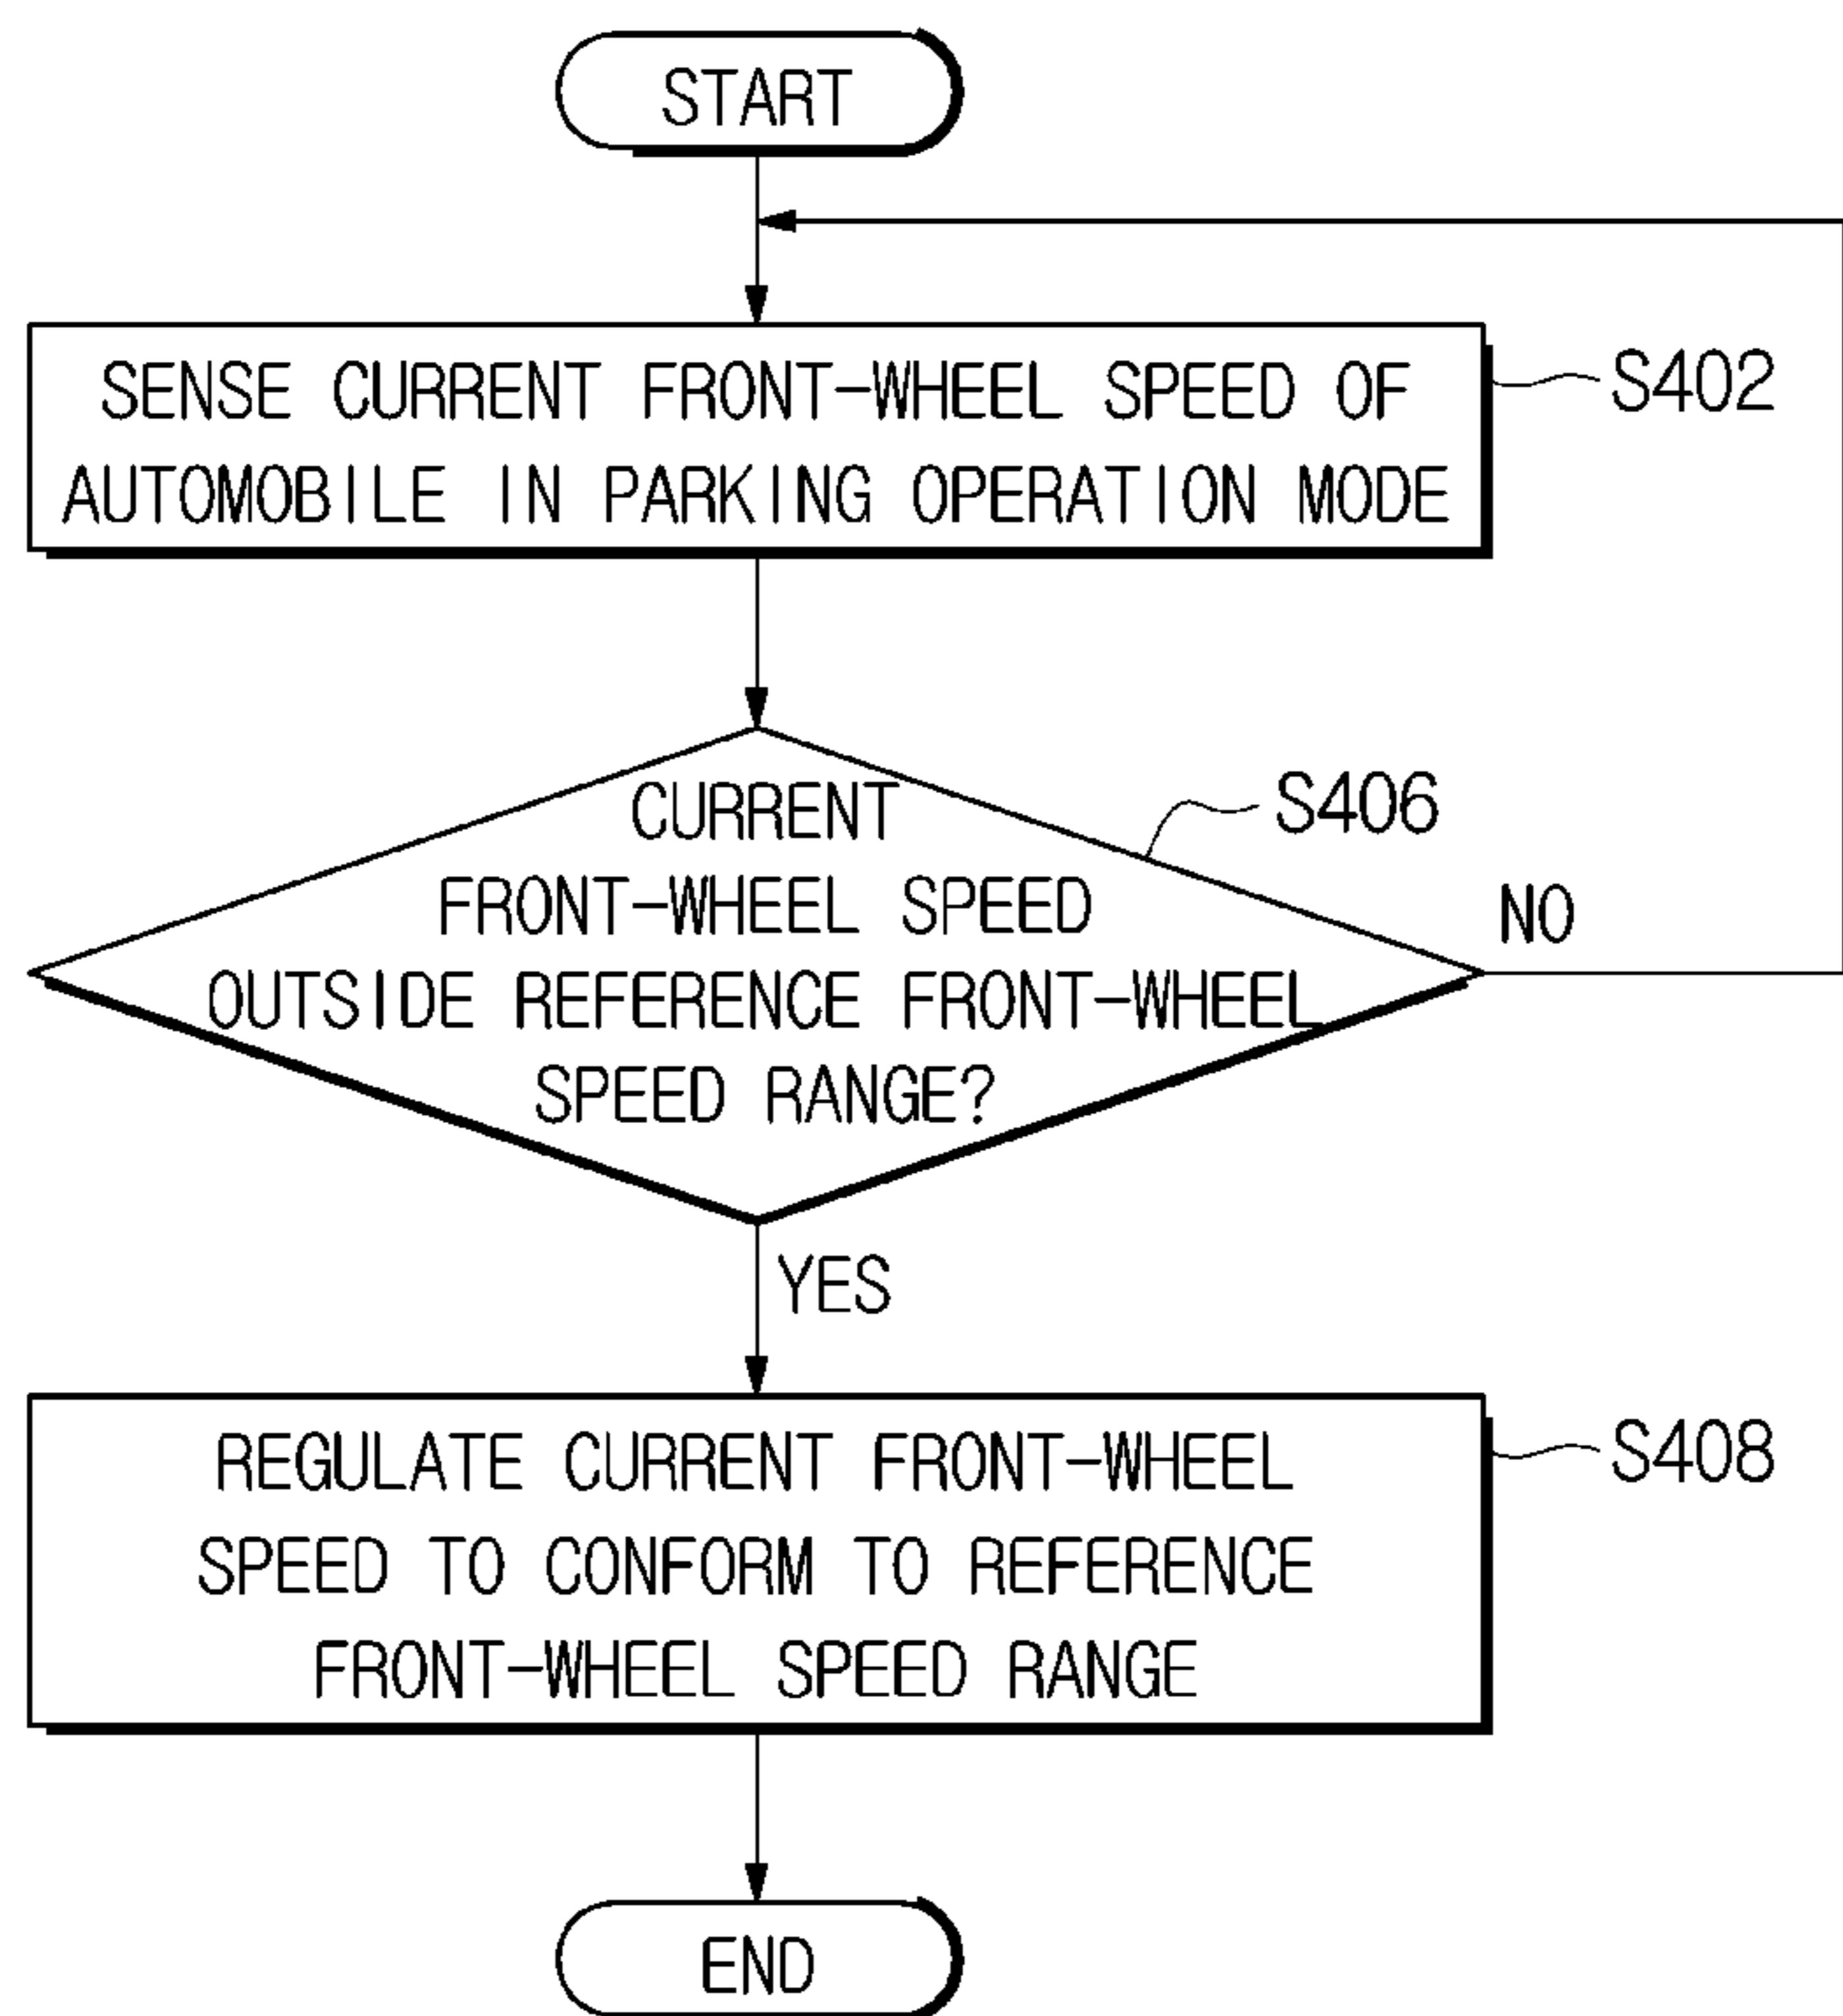 START
SENSE CURRENT FRONT-WHEEL SPEED OF
AUTOMOBILE IN PARKING OPERATION MODE
S402
CURRENT
FRONT-WHEEL SPEED
OUTSIDE REFERENCE FRONT-WHEEL
SPEED RANGE?
S406
NO
YES
REGULATE CURRENT FRONT-WHEEL
SPEED TO CONFORM TO REFERENCE
FRONT-WHEEL SPEED RANGE
S408
END